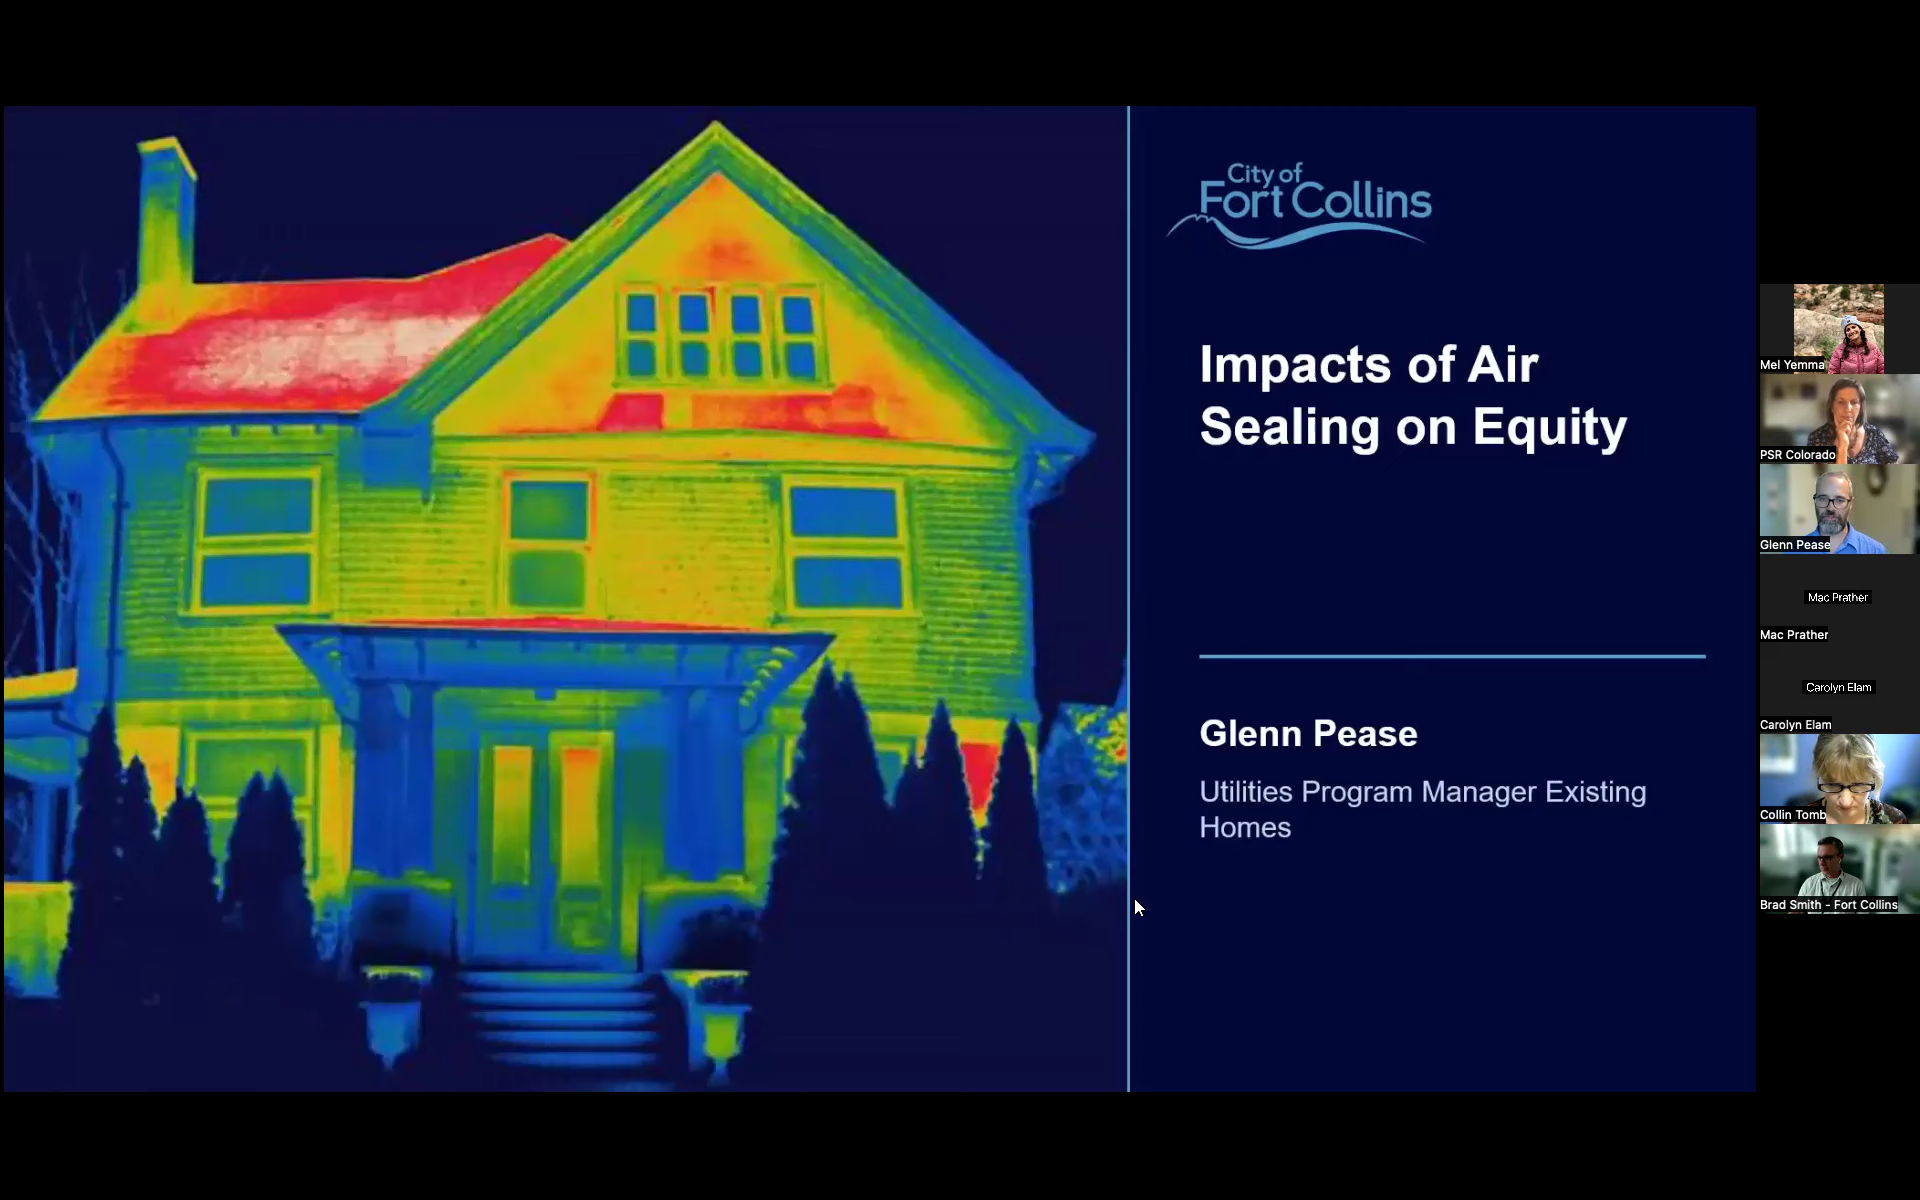 City of
Fort Collins
Impacts of Air
Sealing on Equity
Glenn Pease
Utilities Program Manager Existing
Homes
Mel Yemma
PSR Colorado
Glenn Pease
Mac Prather
Mac Prather
Carolyn Elam
Carolyn Elam
Collin Tomb
Brad Smith - Fort Collins